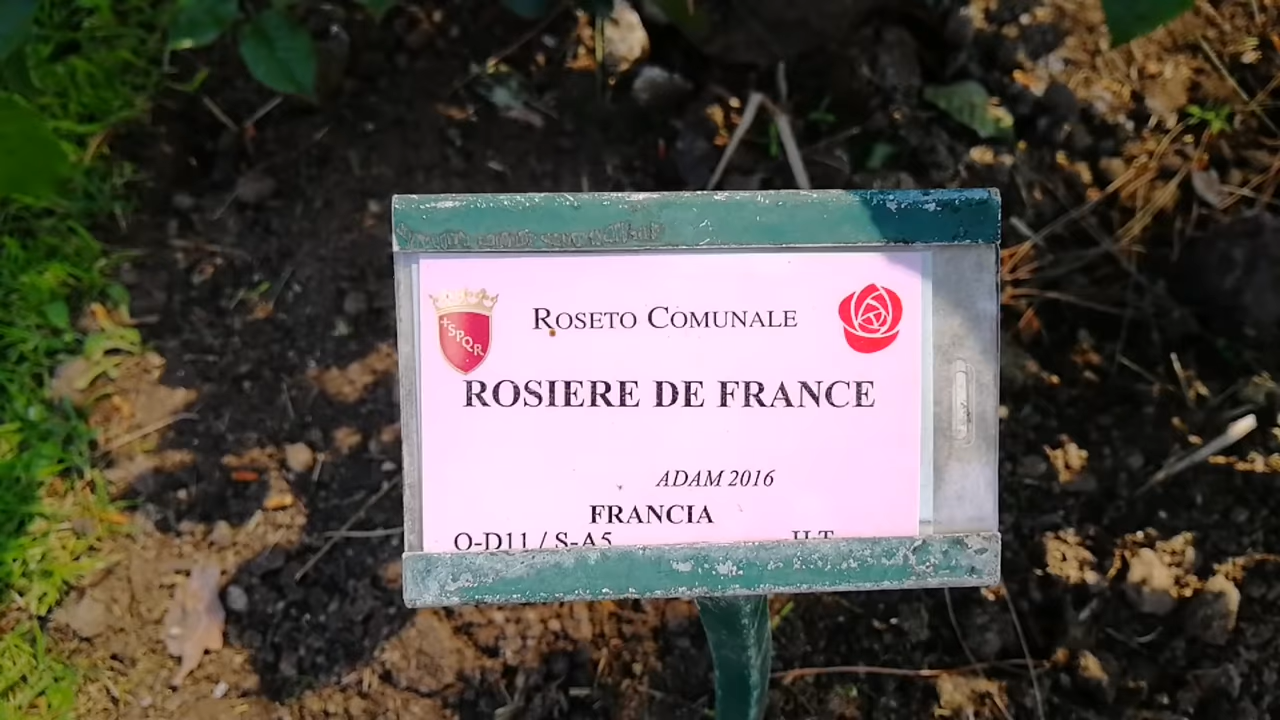 ROSETO COMUNALE
SPQR
ROSIERE DE FRANCE
ADAM 2016
FRANCIA
Q-D11 / S-A5 H.T